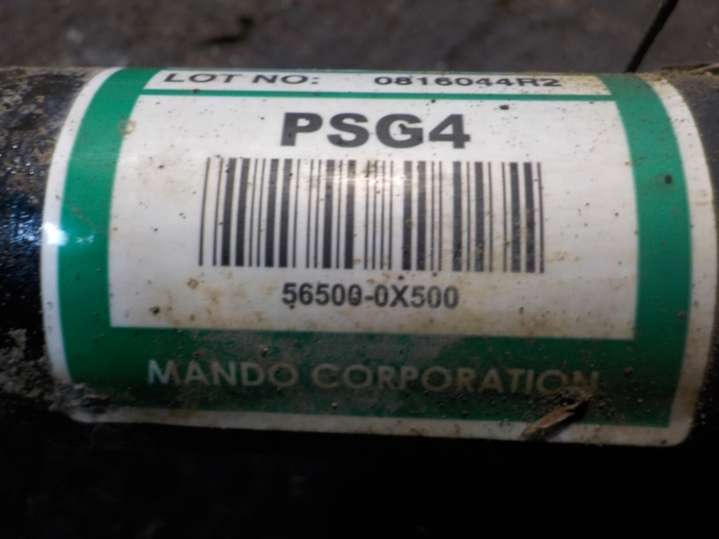 LOT NO: 0816044R2
PSG4
56500-0X500
MANDO CORPORATION